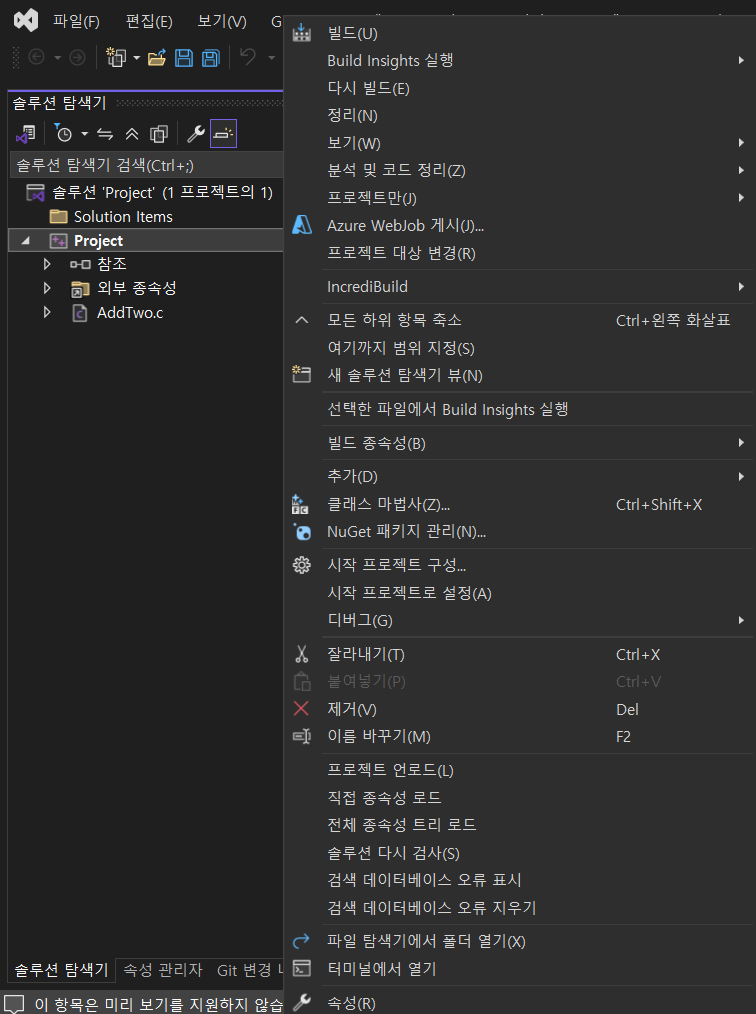 파일(F) 편집(E) 보기(V) G
솔루션 탐색기
솔루션 탐색기 검색(Ctrl+;)
솔루션 'Project' (1 프로젝트의 1)
Solution Items
Project
참조
외부 종속성
AddTwo.c
솔루션 탐색기 속성 관리자 Git 변경 나
이 항목은 미리 보기를 지원하지 않습
빌드(U)
Build Insights 실행
다시 빌드(E)
정리(N)
보기(W)
분석 및 코드 정리(Z)
프로젝트만(J)
Azure WebJob 게시(J)...
프로젝트 대상 변경(R)
IncrediBuild
모든 하위 항목 축소 Ctrl+왼쪽 화살표
여기까지 범위 지정(S)
새 솔루션 탐색기 뷰(N)
선택한 파일에서 Build Insights 실행
빌드 종속성(B)
추가(D)
클래스 마법사(Z)... Ctrl+Shift+X
NuGet 패키지 관리(N)...
시작 프로젝트 구성...
시작 프로젝트로 설정(A)
디버그(G)
잘라내기(T) Ctrl+X
붙여넣기(P) Ctrl+V
제거(V) Del
이름 바꾸기(M) F2
프로젝트 언로드(L)
직접 종속성 로드
전체 종속성 트리 로드
솔루션 다시 검사(S)
검색 데이터베이스 오류 표시
검색 데이터베이스 오류 지우기
파일 탐색기에서 폴더 열기(X)
터미널에서 열기
속성(R)